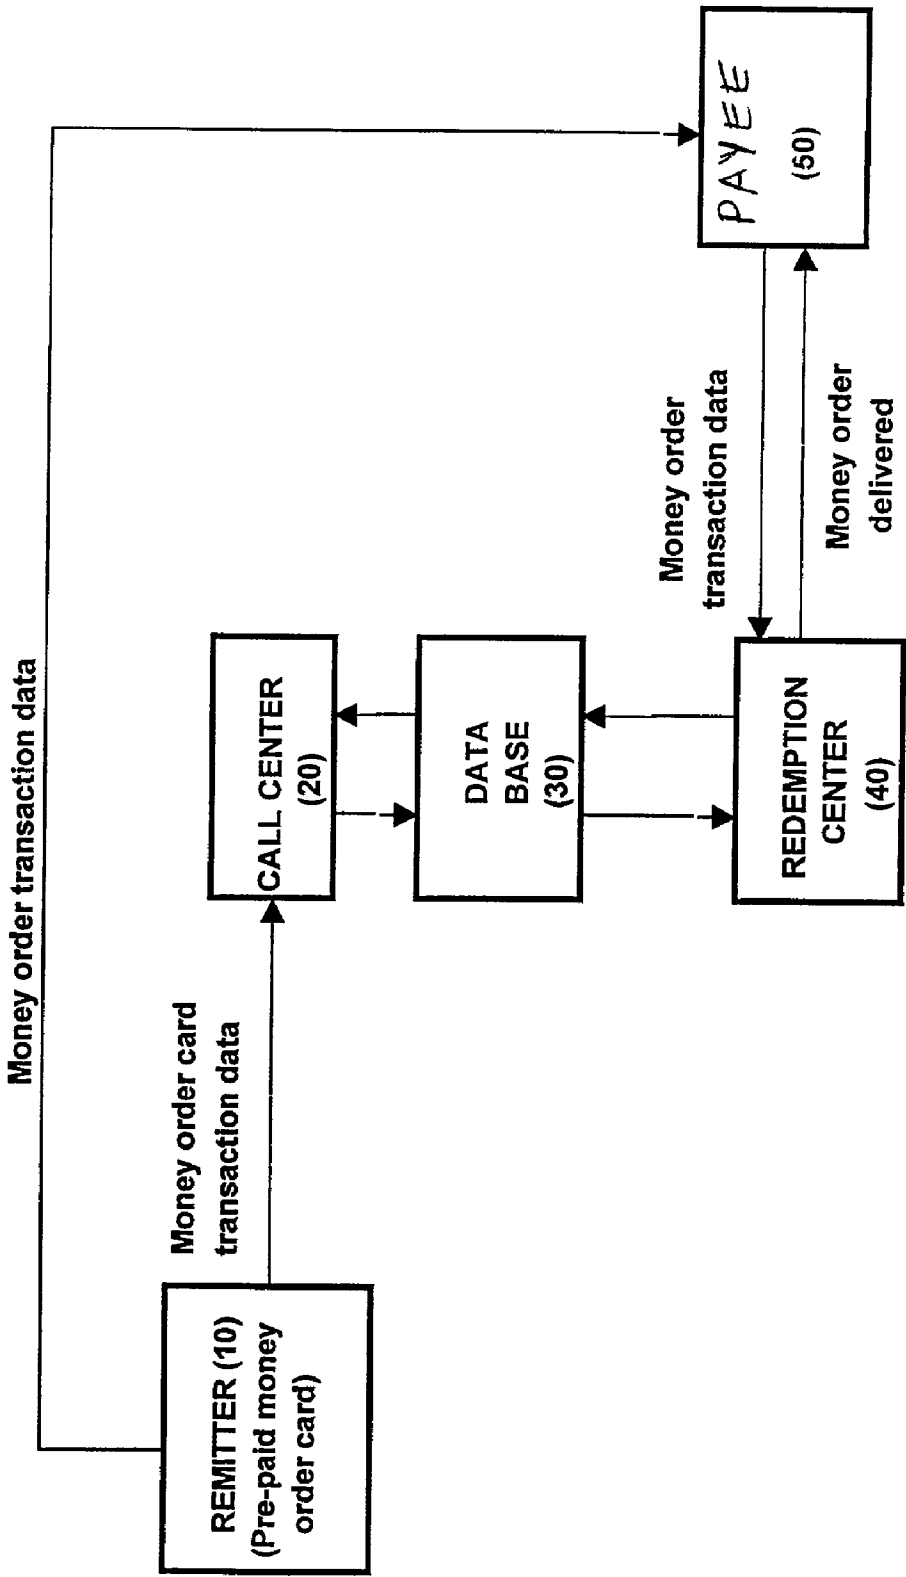 Money order transaction data
Money order card
transaction data
REMITTER (10)
(Pre-paid money
order card)
CALL CENTER
(20)
DATA
BASE
(30)
REDEMPTION
CENTER
(40)
Money order
transaction data
Money order
delivered
PAYEE
(50)